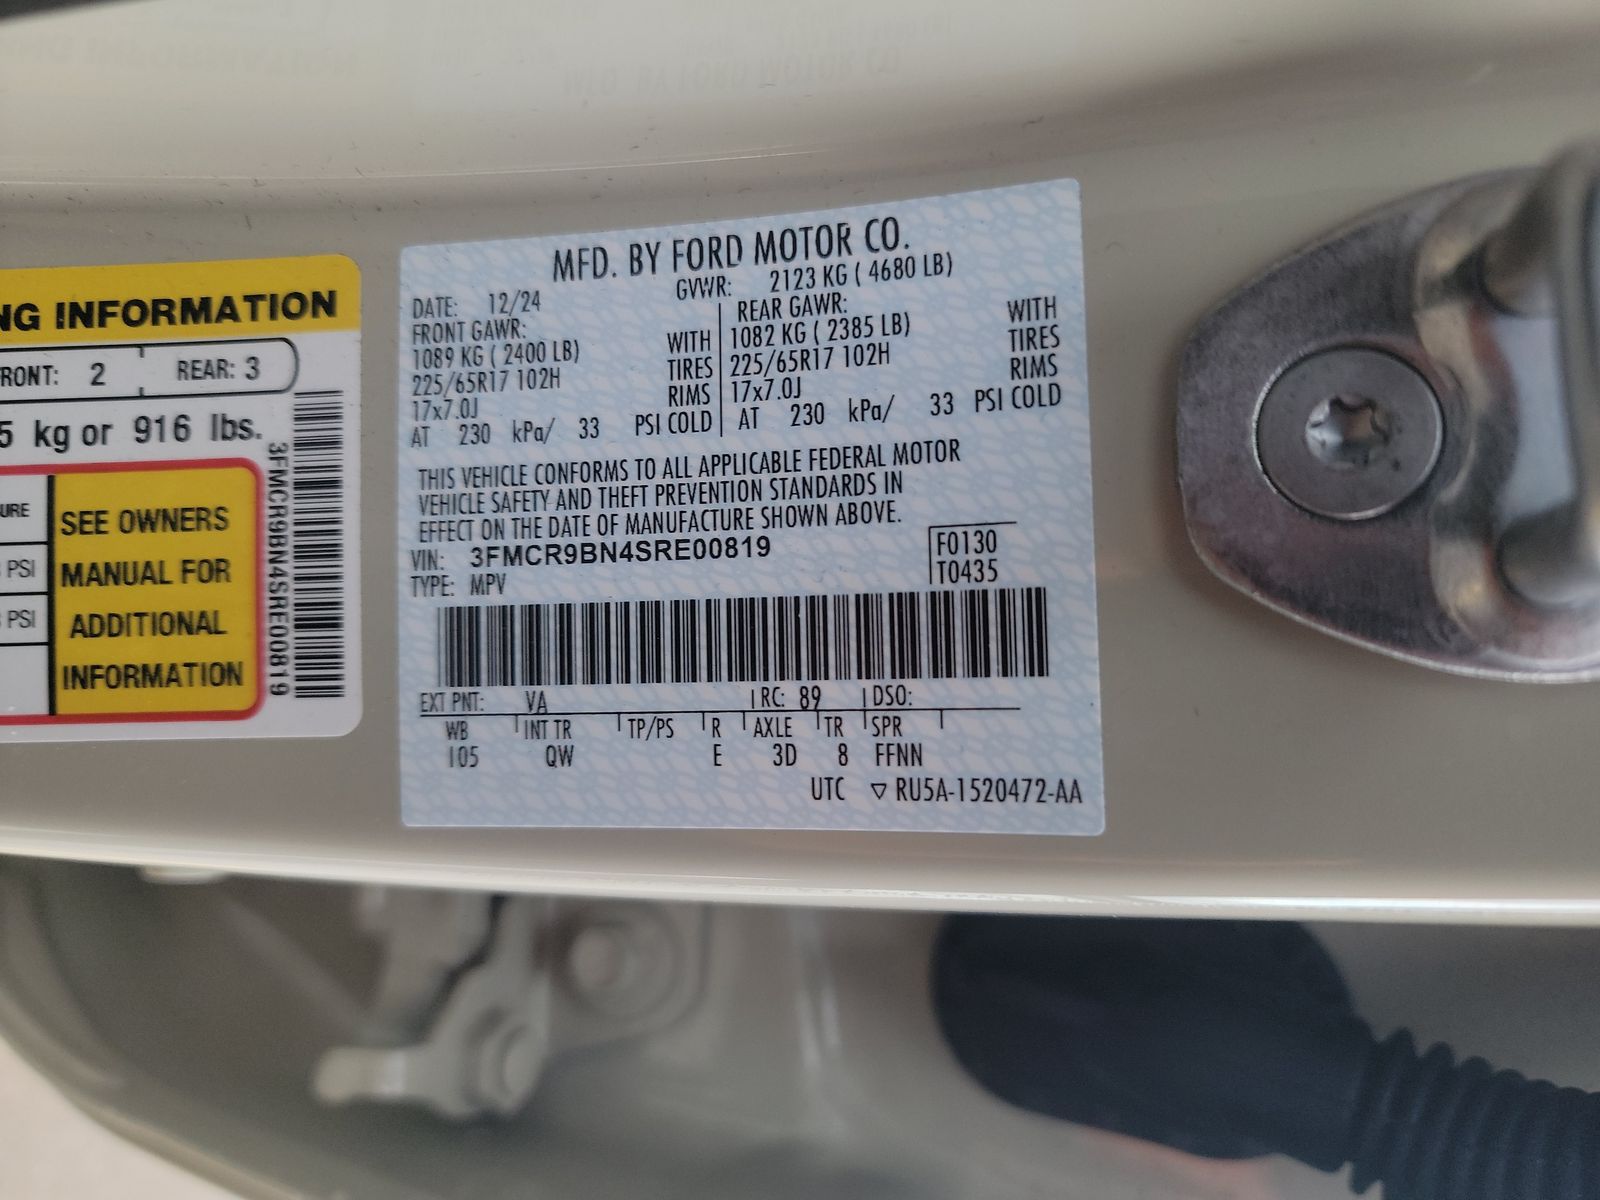 NG INFORMATION
FRONT: 2 REAR: 3
5 kg or 916 lbs.
URE
PSI
PSI
SEE OWNERS
MANUAL FOR
ADDITIONAL
INFORMATION
3FMCR9BN4SRE00819
MFD. BY FORD MOTOR CO.
DATE: 12/24 GVWR: 2123 KG ( 4680 LB)
FRONT GAWR: REAR GAWR:
1089 KG ( 2400 LB) WITH 1082 KG ( 2385 LB) WITH
225/65R17 102H TIRES 225/65R17 102H TIRES
17x7.0J RIMS 17x7.0J RIMS
AT 230 kPa/ 33 PSI COLD AT 230 kPa/ 33 PSI COLD
THIS VEHICLE CONFORMS TO ALL APPLICABLE FEDERAL MOTOR
VEHICLE SAFETY AND THEFT PREVENTION STANDARDS IN
EFFECT ON THE DATE OF MANUFACTURE SHOWN ABOVE.
VIN: 3FMCR9BN4SRE00819
TYPE: MPV
F0130
T0435
EXT PNT: VA RC: 89 DSO:
WB INT TR TP/PS R AXLE TR SPR
105 QW E 3D 8 FFNN
UTC ▽ RU5A-1520472-AA